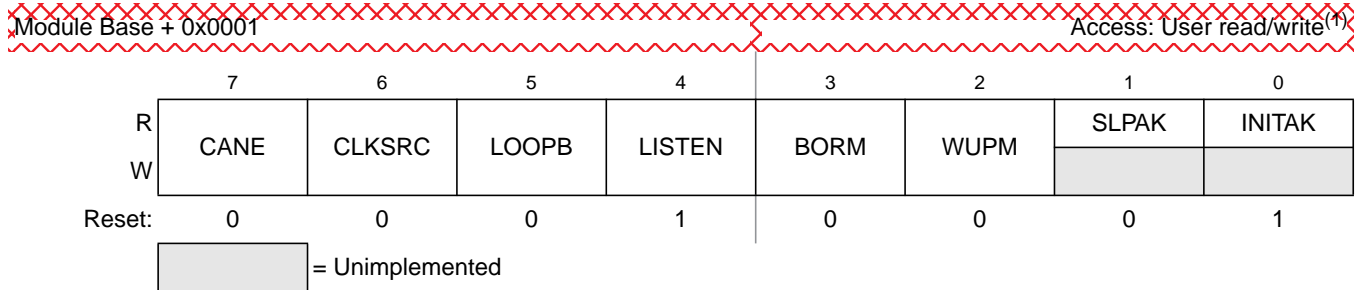 Module Base + 0x0001 Access: User read/write(1)
7 6 5 4 3 2 1 0
R CANE CLKSRC LOOPB LISTEN BORM WUPM SLPAK INITAK
W
Reset: 0 0 0 1 0 0 0 1
= Unimplemented